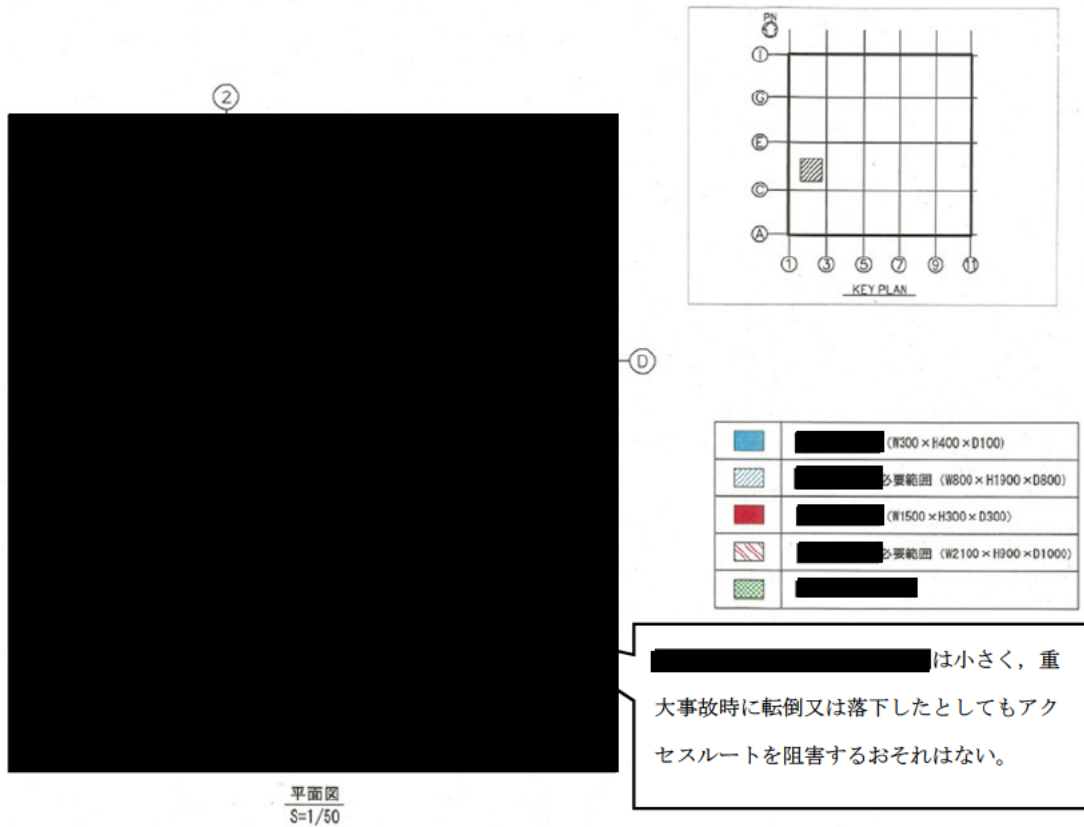 ②
Ⓓ
平面図
S=1/50
PN
Ⓘ
Ⓖ
Ⓔ
Ⓒ
Ⓐ
① ③ ⑤ ⑦ ⑨ ⑪
KEY PLAN
(W300×H400×D100)
必要範囲 (W800×H1900×D800)
(W1500×H300×D300)
必要範囲 (W2100×H900×D1000)
は小さく，重
大事故時に転倒又は落下したとしてもアク
セスルートを阻害するおそれはない。